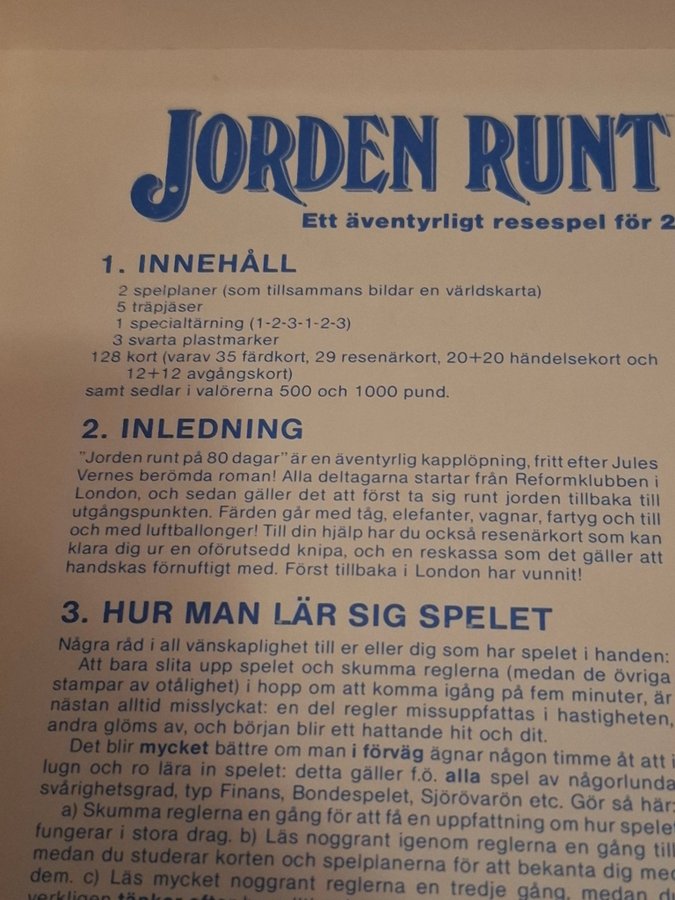 JORDEN RUNT
Ett äventyrligt resespel för 2
1. INNEHÅLL
2 spelplaner (som tillsammans bildar en världskarta)
5 träpjäser
1 specialtärning (1-2-3-1-2-3)
3 svarta plastmarker
128 kort (varav 35 färdkort, 29 resenärkort, 20+20 händelsekort och
12+12 avgångskort)
samt sedlar i valörerna 500 och 1000 pund.
2. INLEDNING
"Jorden runt på 80 dagar" är en äventyrlig kapplöpning, fritt efter Jules
Vernes berömda roman! Alla deltagarna startar från Reformklubben i
London, och sedan gäller det att först ta sig runt jorden tillbaka till
utgångspunkten. Färden går med tåg, elefanter, vagnar, fartyg och till
och med luftballonger! Till din hjälp har du också resenärkort som kan
klara dig ur en oförutsedd knipa, och en reskassa som det gäller att
handskas förnuftigt med. Först tillbaka i London har vunnit!
3. HUR MAN LÄR SIG SPELET
Några råd i all vänskaplighet till er eller dig som har spelet i handen:
Att bara slita upp spelet och skumma reglerna (medan de övriga
stampar av otålighet) i hopp om att komma igång på fem minuter, är
nästan alltid misslyckat: en del regler missuppfattas i hastigheten,
andra glöms av, och början blir ett hattande hit och dit.
Det blir mycket bättre om man i förväg ägnar någon timme åt att i
lugn och ro lära in spelet: detta gäller f.ö. alla spel av någorlunda
svårighetsgrad, typ Finans, Bondespelet, Sjörövarön etc. Gör så här:
a) Skumma reglerna en gång för att få en uppfattning om hur spelet
fungerar i stora drag. b) Läs noggrant igenom reglerna en gång till
medan du studerar korten och spelplanerna för att bekanta dig med
dem. c) Läs mycket noggrant reglerna en tredje gång, medan du
verkligen tänker efter